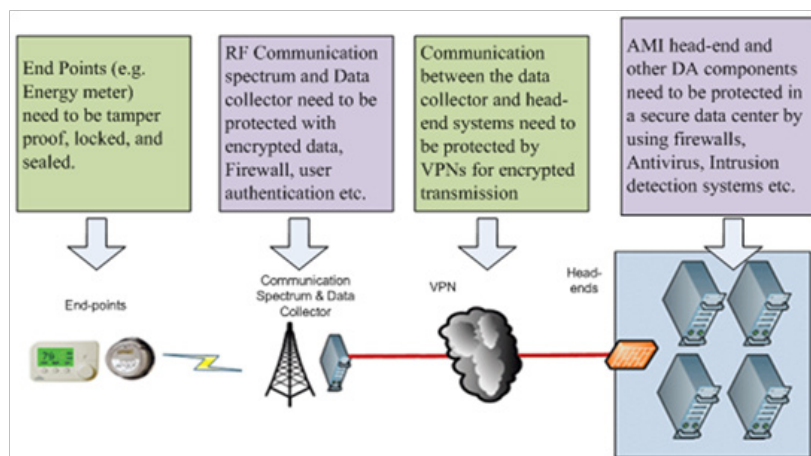 End Points (e.g.
Energy meter)
need to be tamper
proof, locked, and
sealed.
RF Communication
spectrum and Data
collector need to be
protected with
encrypted data,
Firewall, user
authentication etc.
Communication
between the data
collector and head-
end systems need to
be protected by
VPNs for encrypted
transmission
AMI head-end and
other DA components
need to be protected in
a secure data center by
using firewalls,
Antivirus, Intrusion
detection systems etc.
End-points
Communication
Spectrum & Data
Collector
VPN
Head-
ends